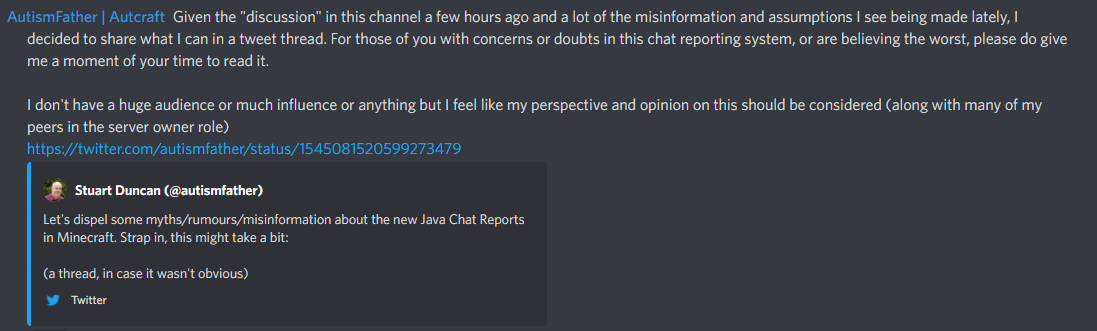 AutismFather | Autcraft Given the "discussion" in this channel a few hours ago and a lot of the misinformation and assumptions I see being made lately, I
decided to share what I can in a tweet thread. For those of you with concerns or doubts in this chat reporting system, or are believing the worst, please do give
me a moment of your time to read it.
I don't have a huge audience or much influence or anything but I feel like my perspective and opinion on this should be considered (along with many of my
peers in the server owner role)
https://twitter.com/autismfather/status/1545081520599273479
Stuart Duncan (@autismfather)
Let's dispel some myths/rumours/misinformation about the new Java Chat Reports
in Minecraft. Strap in, this might take a bit:
(a thread, in case it wasn't obvious)
Twitter